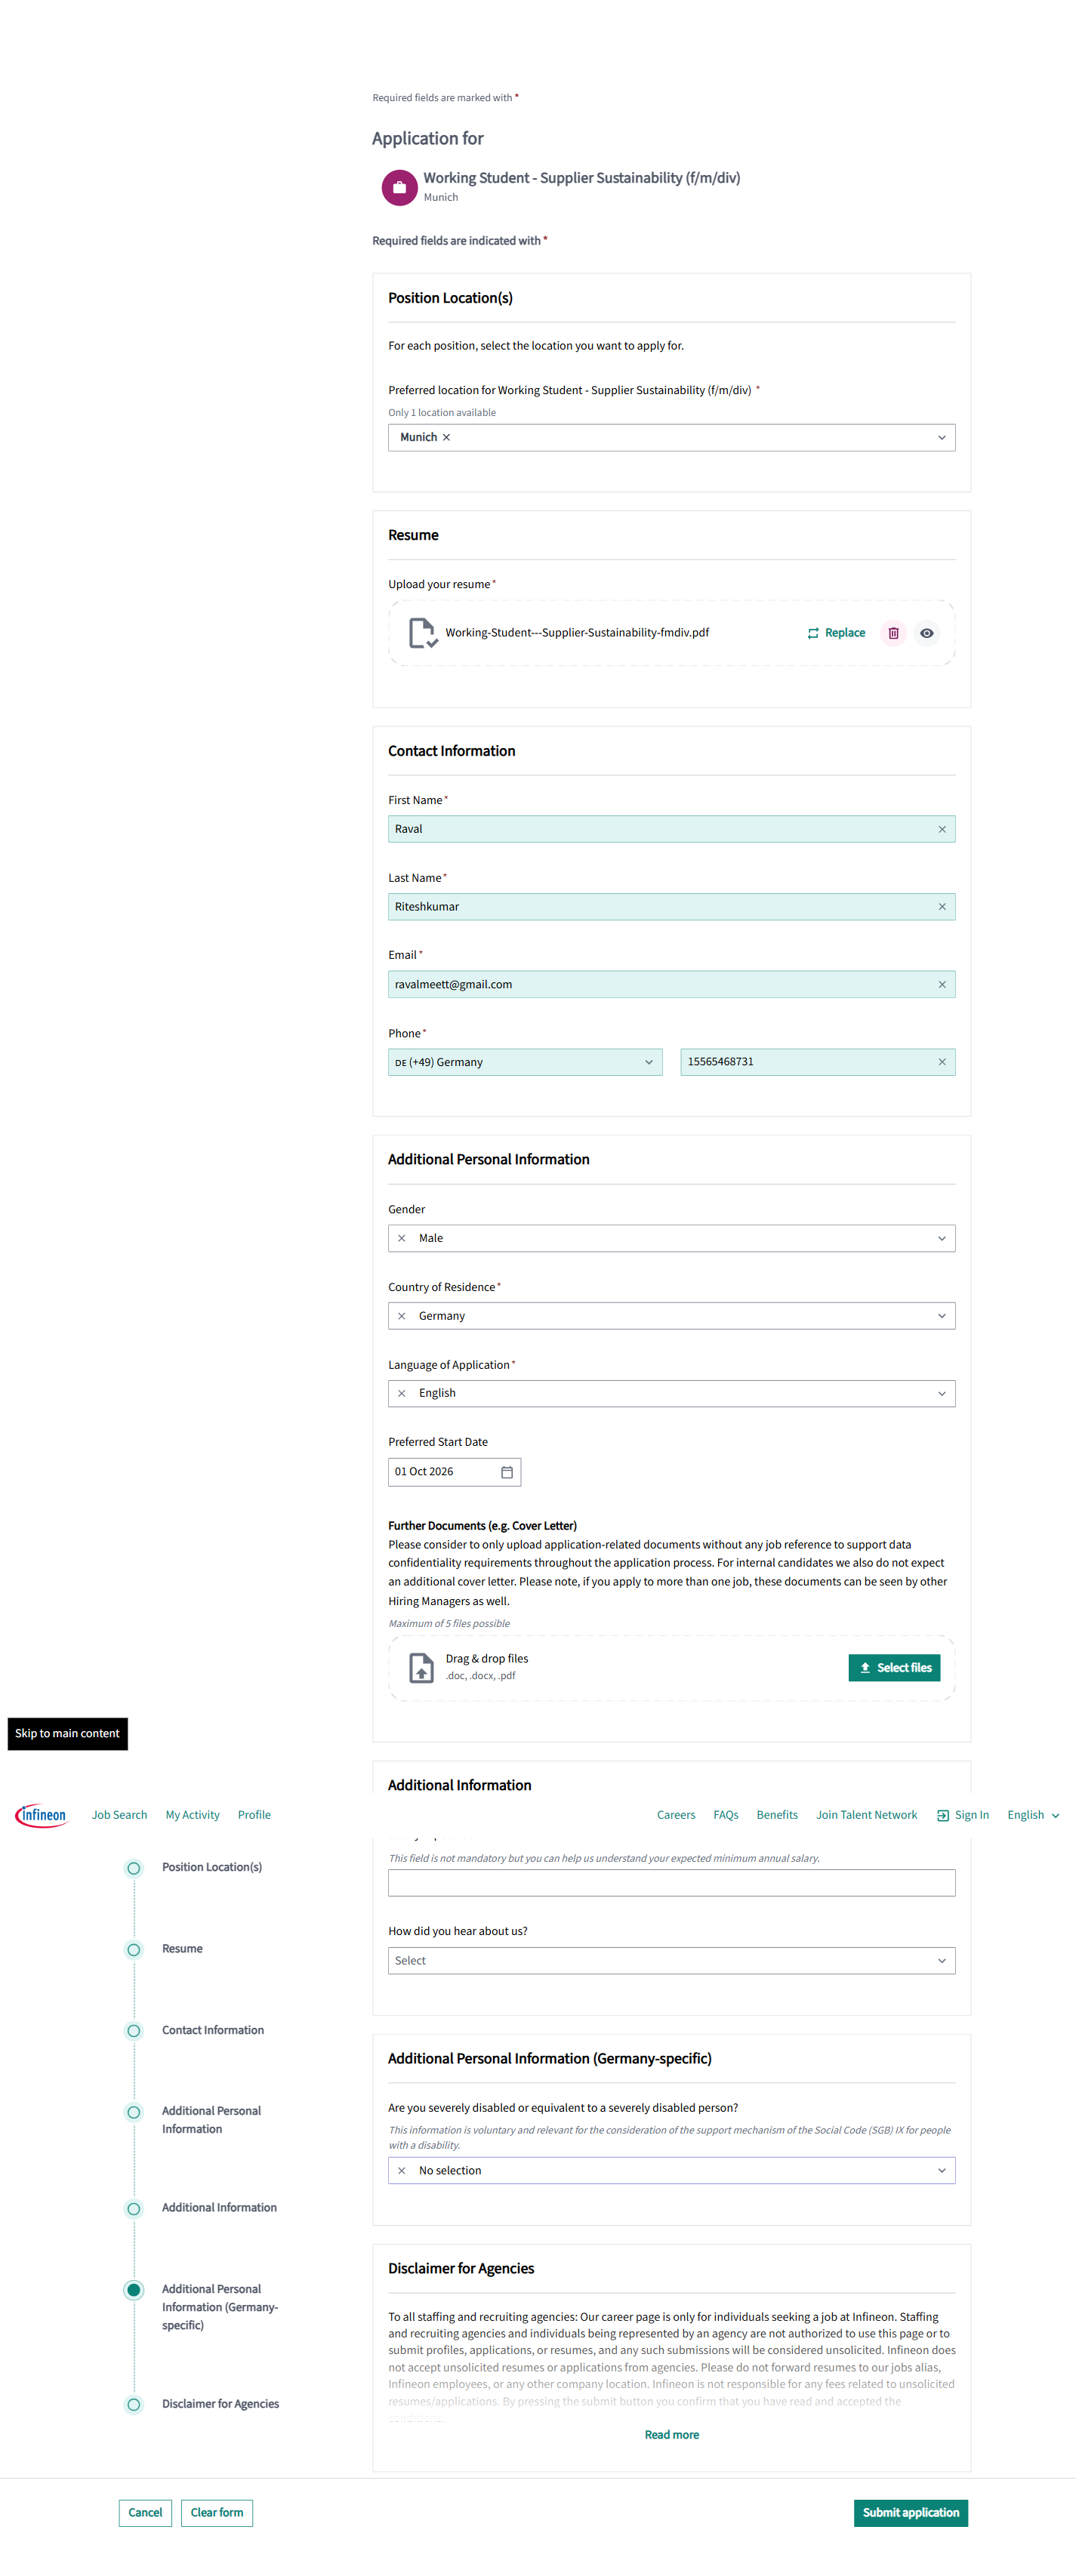 Required fields are marked with *
Application for
Working Student - Supplier Sustainability (f/m/div)
Munich
Required fields are indicated with *
Position Location(s)
For each position, select the location you want to apply for.
Preferred location for Working Student - Supplier Sustainability (f/m/div) *
Only 1 location available
Munich
Resume
Upload your resume*
Working-Student---Supplier-Sustainability-fmdiv.pdf
Replace
Contact Information
First Name*
Raval
Last Name*
Riteshkumar
Email*
ravalmeett@gmail.com
Phone*
DE (+49) Germany
15565468731
Additional Personal Information
Gender
Male
Country of Residence*
Germany
Language of Application*
English
Preferred Start Date
01 Oct 2026
Further Documents (e.g. Cover Letter)
Please consider to only upload application-related documents without any job reference to support data
confidentiality requirements throughout the application process. For internal candidates we also do not expect
an additional cover letter. Please note, if you apply to more than one job, these documents can be seen by other
Hiring Managers as well.
Maximum of 5 files possible
Drag & drop files
.doc, .docx, .pdf
Select files
Skip to main content
Additional Information
infineon
Job Search
My Activity
Profile
Careers
FAQs
Benefits
Join Talent Network
Sign In
English
Position Location(s)
Resume
Contact Information
Additional Personal
Information
Additional Information
Additional Personal
Information (Germany-
specific)
Disclaimer for Agencies
This field is not mandatory but you can help us understand your expected minimum annual salary.
How did you hear about us?
Select
Additional Personal Information (Germany-specific)
Are you severely disabled or equivalent to a severely disabled person?
This information is voluntary and relevant for the consideration of the support mechanism of the Social Code (SGB) IX for people
with a disability.
No selection
Disclaimer for Agencies
To all staffing and recruiting agencies: Our career page is only for individuals seeking a job at Infineon. Staffing
and recruiting agencies and individuals being represented by an agency are not authorized to use this page or to
submit profiles, applications, or resumes, and any such submissions will be considered unsolicited. Infineon does
not accept unsolicited resumes or applications from agencies. Please do not forward resumes to our jobs alias,
Infineon employees, or any other company location. Infineon is not responsible for any fees related to unsolicited
resumes/applications. By pressing the submit button you confirm that you have read and accepted the
Read more
Cancel
Clear form
Submit application